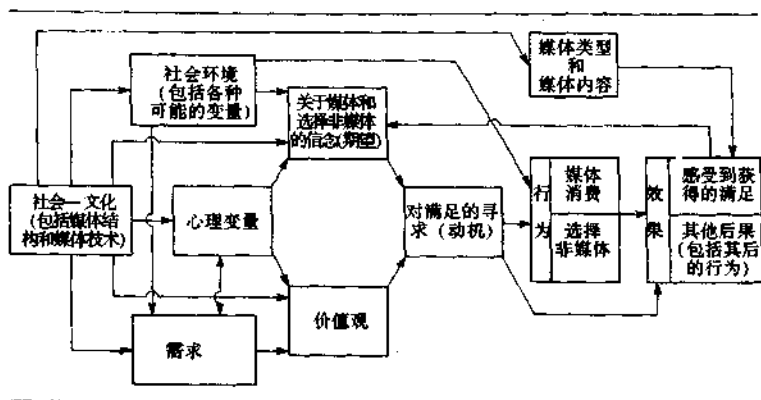 媒体类型
和
媒体内容
社会环境
(包括各种
可能的变量)
关于媒体和
选择非媒体
的信念(期望)
社会—文化
(包括媒体结
构和媒体技术)
心理变量
对满足的寻
求(动机)
行为
媒体
消费
选择
非媒体
效果
感受到获
得的满足
其他后果
(包括其后
的行为)
价值观
需求